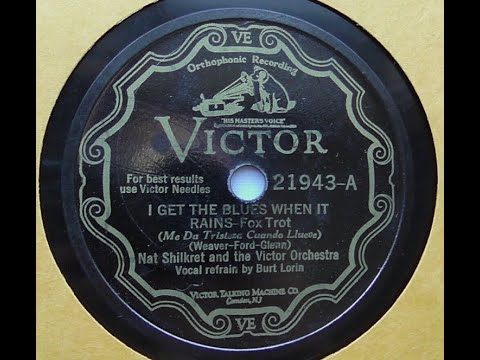 VE
Orthophonic Recording
"HIS MASTER'S VOICE"
VICTOR
For best results
use Victor Needles
21943-A
I GET THE BLUES WHEN IT
RAINS–Fox Trot
(Me Da Tristeza Cuando Llueve)
(Weaver-Ford-Glenn)
Nat Shilkret and the Victor Orchestra
Vocal refrain by Burt Lorin
VICTOR TALKING MACHINE CO.
Camden, NJ
VE